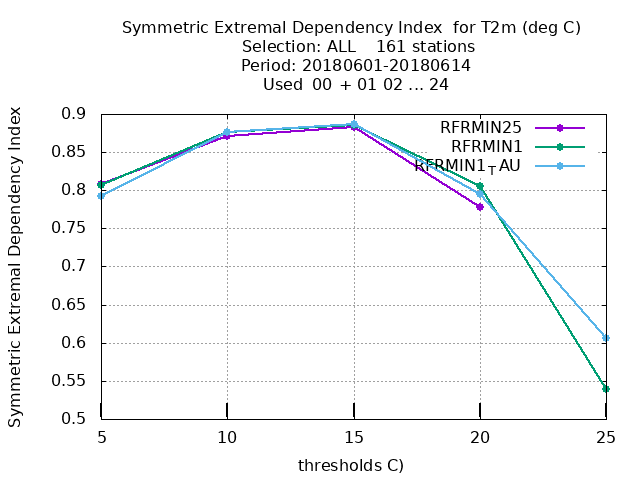 Symmetric Extremal Dependency Index  for T2m (deg C)
Selection: ALL    161 stations
Period: 20180601-20180614
Used  00 + 01 02 ... 24
Symmetric Extremal Dependency Index
0.9
0.85
0.8
0.75
0.7
0.65
0.6
0.55
0.5
RFRMIN25
RFRMIN1
RFRMIN1TAU
5 10 15 20 25
thresholds C)